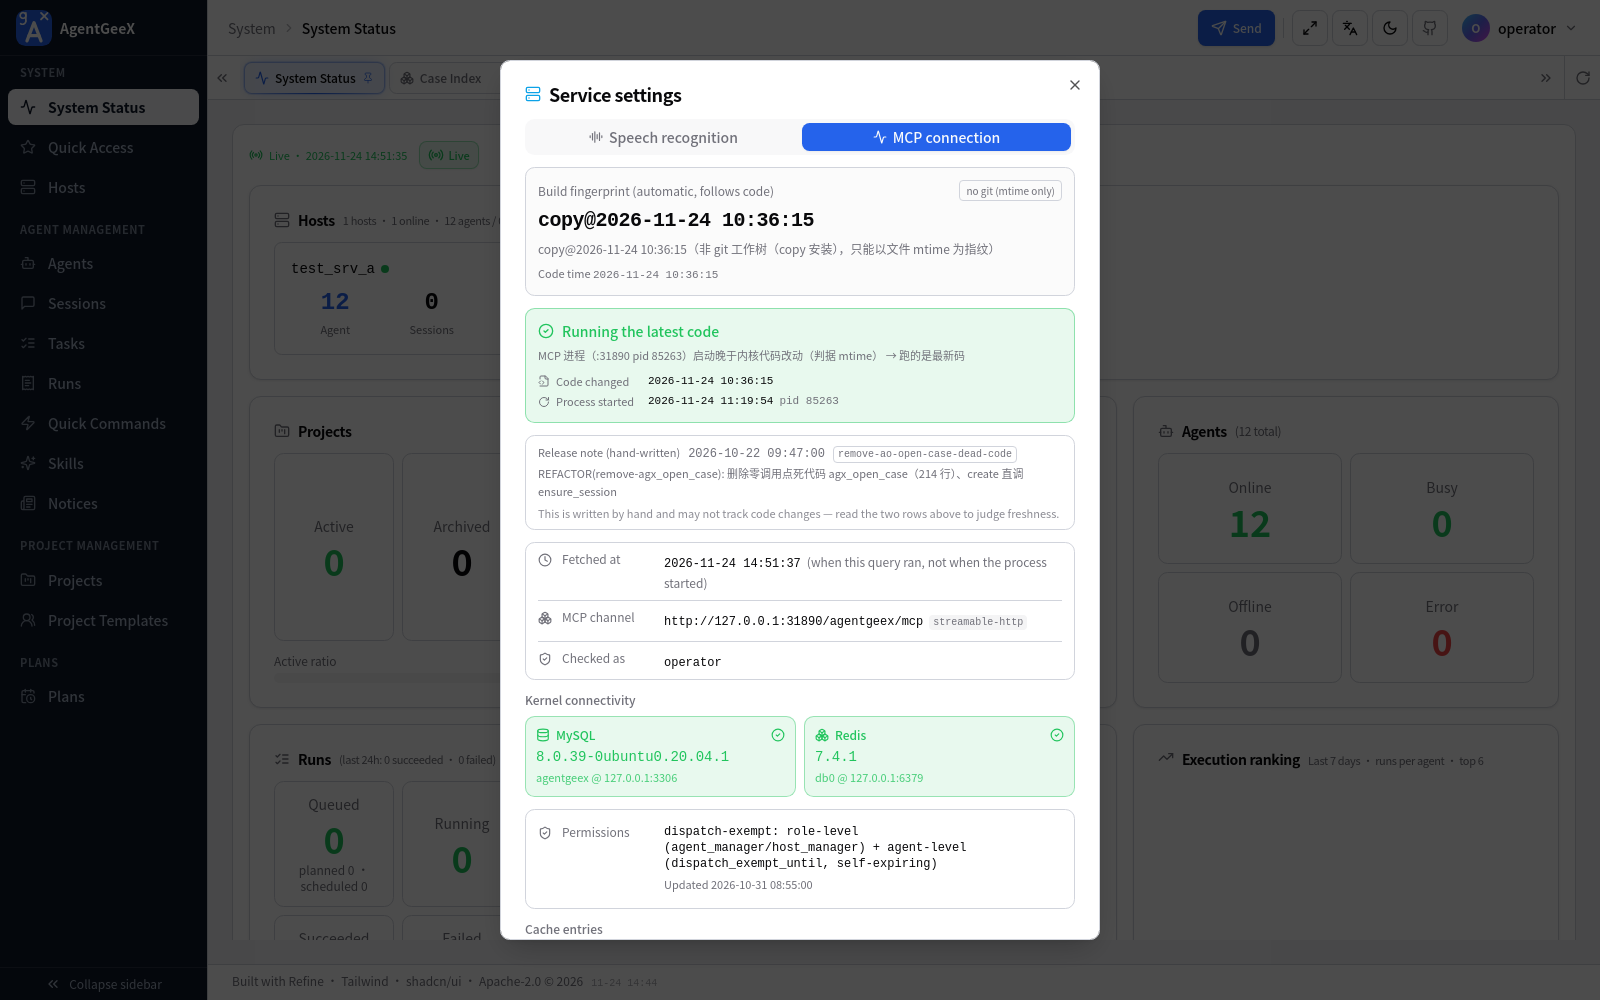 AgentGeeX
System
System Status
Send
operator
SYSTEM
System Status
Quick Access
Hosts
AGENT MANAGEMENT
Agents
Sessions
Tasks
Runs
Quick Commands
Skills
Notices
PROJECT MANAGEMENT
Projects
Project Templates
PLANS
Plans
Collapse sidebar
System Status
Case Index
Live • 2026-11-24 14:51:35
Live
Hosts 1 hosts • 1 online • 12 agents /
test_srv_a
12
0
Agent
Sessions
Projects
Active
0
Archived
0
Active ratio
Runs (last 24h: 0 succeeded • 0 failed)
Queued
0
planned 0 •
scheduled 0
Running
0
Succeeded
Failed
Service settings
Speech recognition
MCP connection
Build fingerprint (automatic, follows code)
no git (mtime only)
copy@2026-11-24 10:36:15
copy@2026-11-24 10:36:15（非 git 工作树（copy 安装），只能以文件 mtime 为指纹）
Code time 2026-11-24 10:36:15
Running the latest code
MCP 进程（:31890 pid 85263）启动晚于内核代码改动（判据 mtime） → 跑的是最新码
Code changed 2026-11-24 10:36:15
Process started 2026-11-24 11:19:54 pid 85263
Release note (hand-written) 2026-10-22 09:47:00 remove-ao-open-case-dead-code
REFACTOR(remove-agx_open_case): 删除零调用点死代码 agx_open_case（214 行）、create 直调
ensure_session
This is written by hand and may not track code changes — read the two rows above to judge freshness.
Fetched at 2026-11-24 14:51:37 (when this query ran, not when the process
started)
MCP channel http://127.0.0.1:31890/agentgeex/mcp streamable-http
Checked as operator
Kernel connectivity
MySQL
8.0.39-0ubuntu0.20.04.1
agentgeex @ 127.0.0.1:3306
Redis
7.4.1
db0 @ 127.0.0.1:6379
Permissions dispatch-exempt: role-level
(agent_manager/host_manager) + agent-level
(dispatch_exempt_until, self-expiring)
Updated 2026-10-31 08:55:00
Cache entries
Agents (12 total)
Online
12
Busy
0
Offline
0
Error
0
Execution ranking Last 7 days • runs per agent • top 6
Built with Refine • Tailwind • shadcn/ui • Apache-2.0 © 2026 11-24 14:44